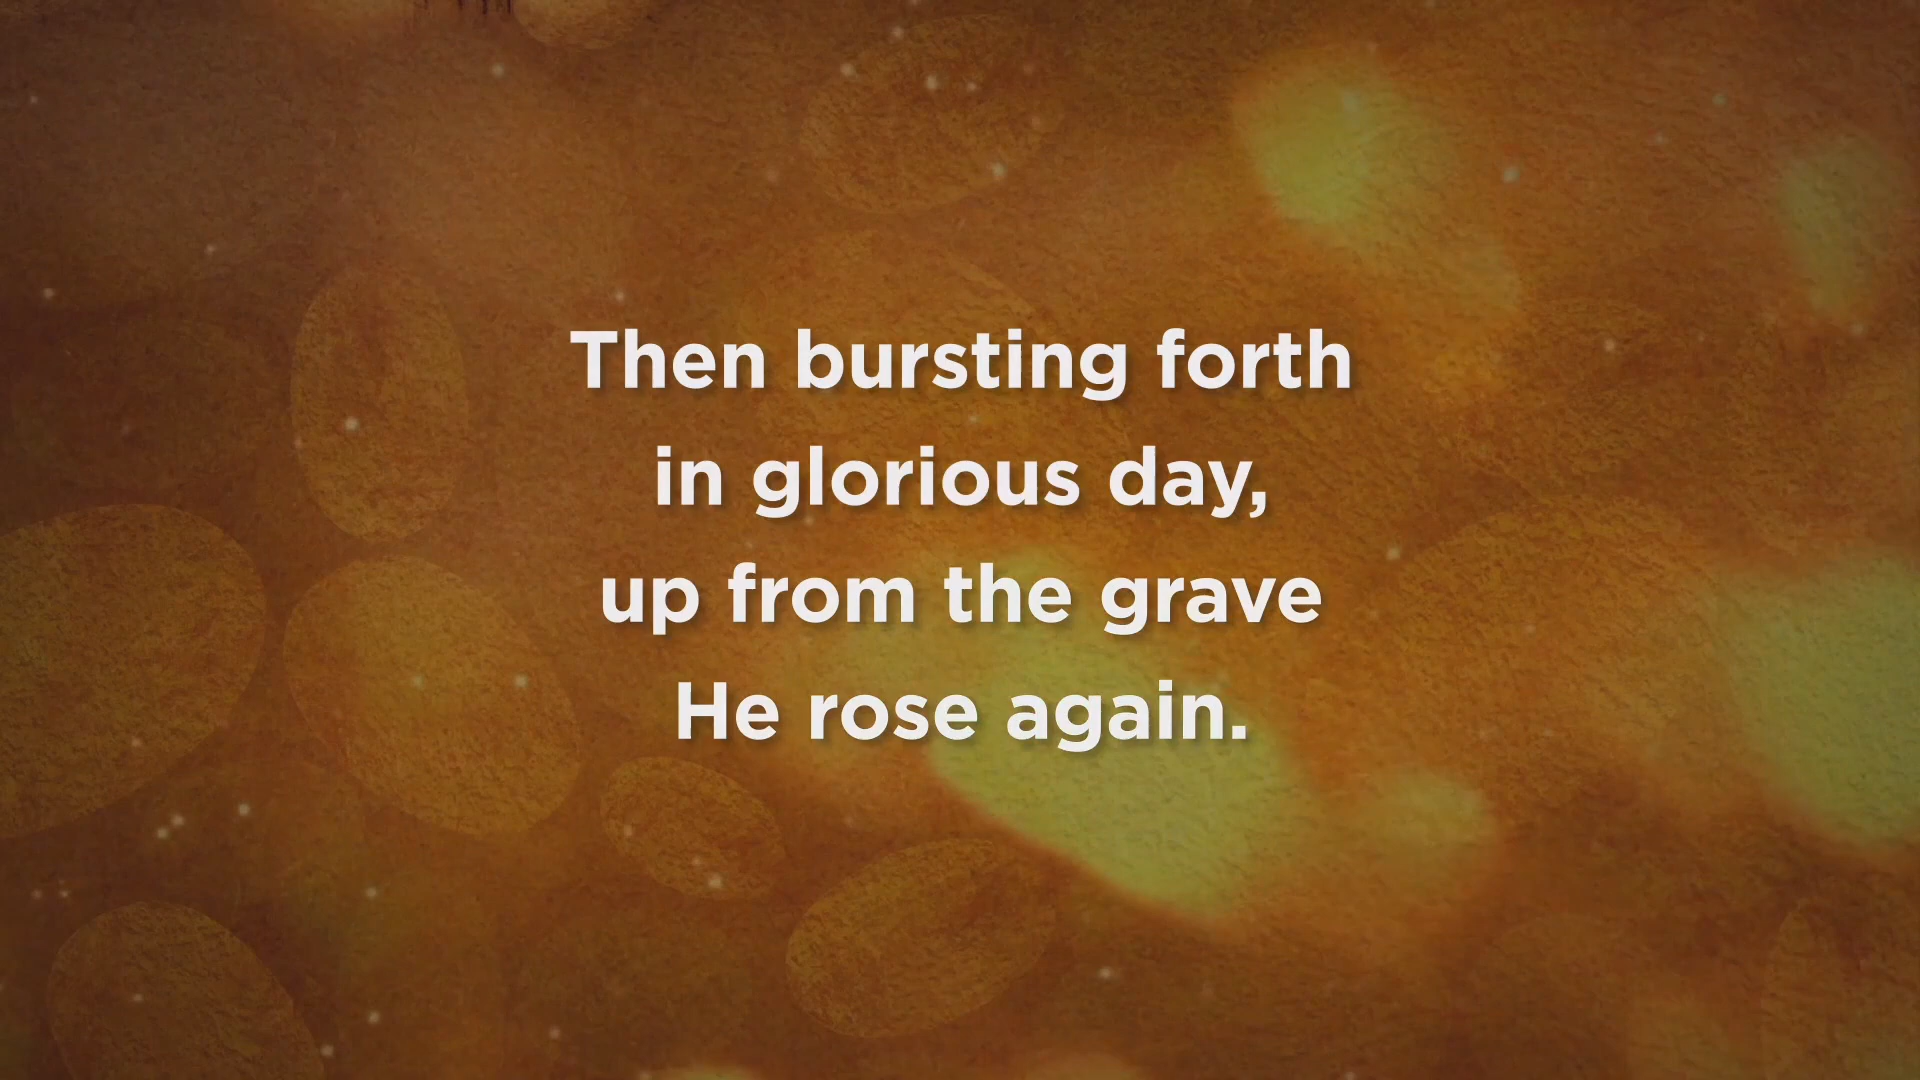 Then bursting forth
in glorious day,
up from the grave
He rose again.